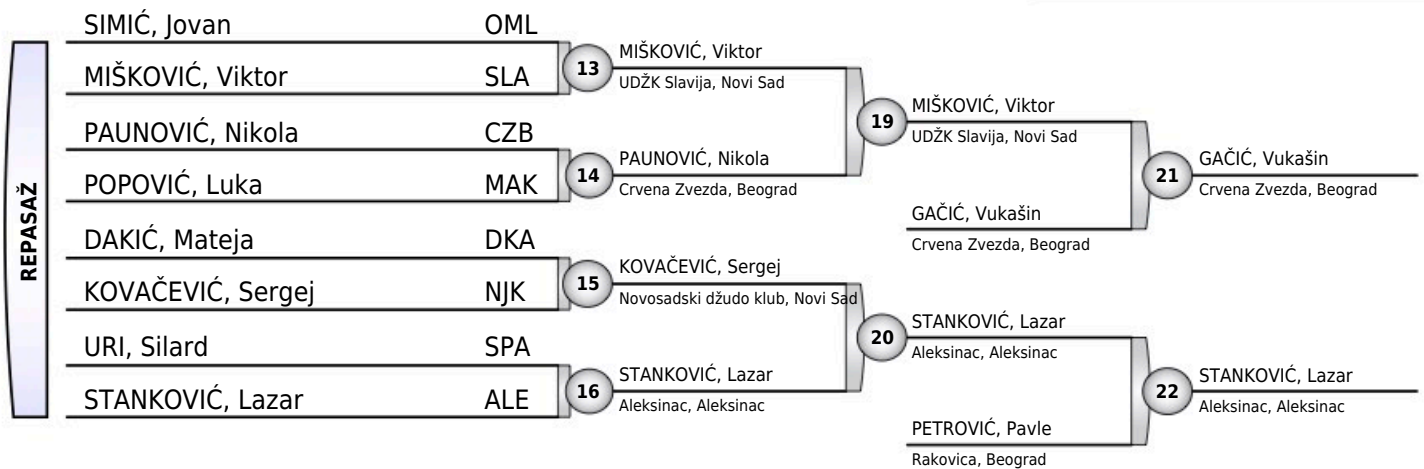 REPASAŽ
SIMIĆ, Jovan OML
MIŠKOVIĆ, Viktor SLA
PAUNOVIĆ, Nikola CZB
POPOVIĆ, Luka MAK
DAKIĆ, Mateja DKA
KOVAČEVIĆ, Sergej NJK
URI, Silard SPA
STANKOVIĆ, Lazar ALE
13
MIŠKOVIĆ, Viktor
UDŽK Slavija, Novi Sad
14
PAUNOVIĆ, Nikola
Crvena Zvezda, Beograd
15
KOVAČEVIĆ, Sergej
Novosadski džudo klub, Novi Sad
16
STANKOVIĆ, Lazar
Aleksinac, Aleksinac
19
MIŠKOVIĆ, Viktor
UDŽK Slavija, Novi Sad
GAČIĆ, Vukašin
Crvena Zvezda, Beograd
20
STANKOVIĆ, Lazar
Aleksinac, Aleksinac
PETROVIĆ, Pavle
Rakovica, Beograd
21
GAČIĆ, Vukašin
Crvena Zvezda, Beograd
22
STANKOVIĆ, Lazar
Aleksinac, Aleksinac